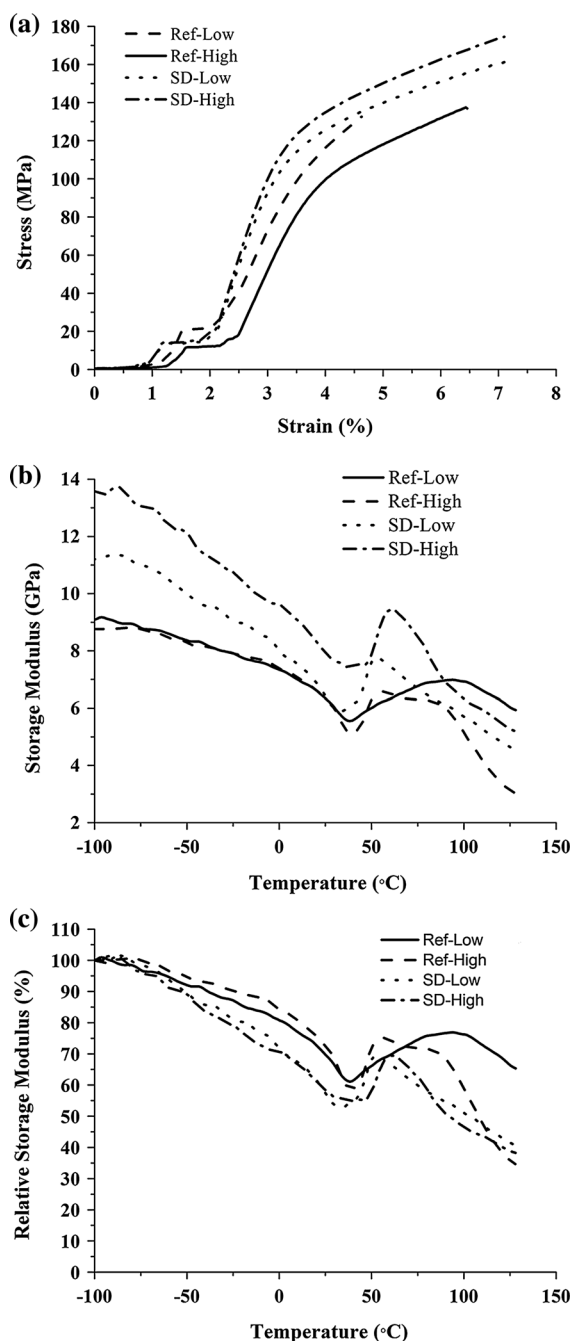 (a)
180
160
140
120
100
80
60
40
20
0
Stress (MPa)
Ref-Low
Ref-High
SD-Low
SD-High
0 1 2 3 4 5 6 7 8
Strain (%)
(b)
14
12
10
8
6
4
2
Storage Modulus (GPa)
Ref-Low
Ref-High
SD-Low
SD-High
-100 -50 0 50 100 150
Temperature (°C)
(c)
110
100
90
80
70
60
50
40
30
20
10
0
Relative Storage Modulus (%)
Ref-Low
Ref-High
SD-Low
SD-High
-100 -50 0 50 100 150
Temperature (°C)